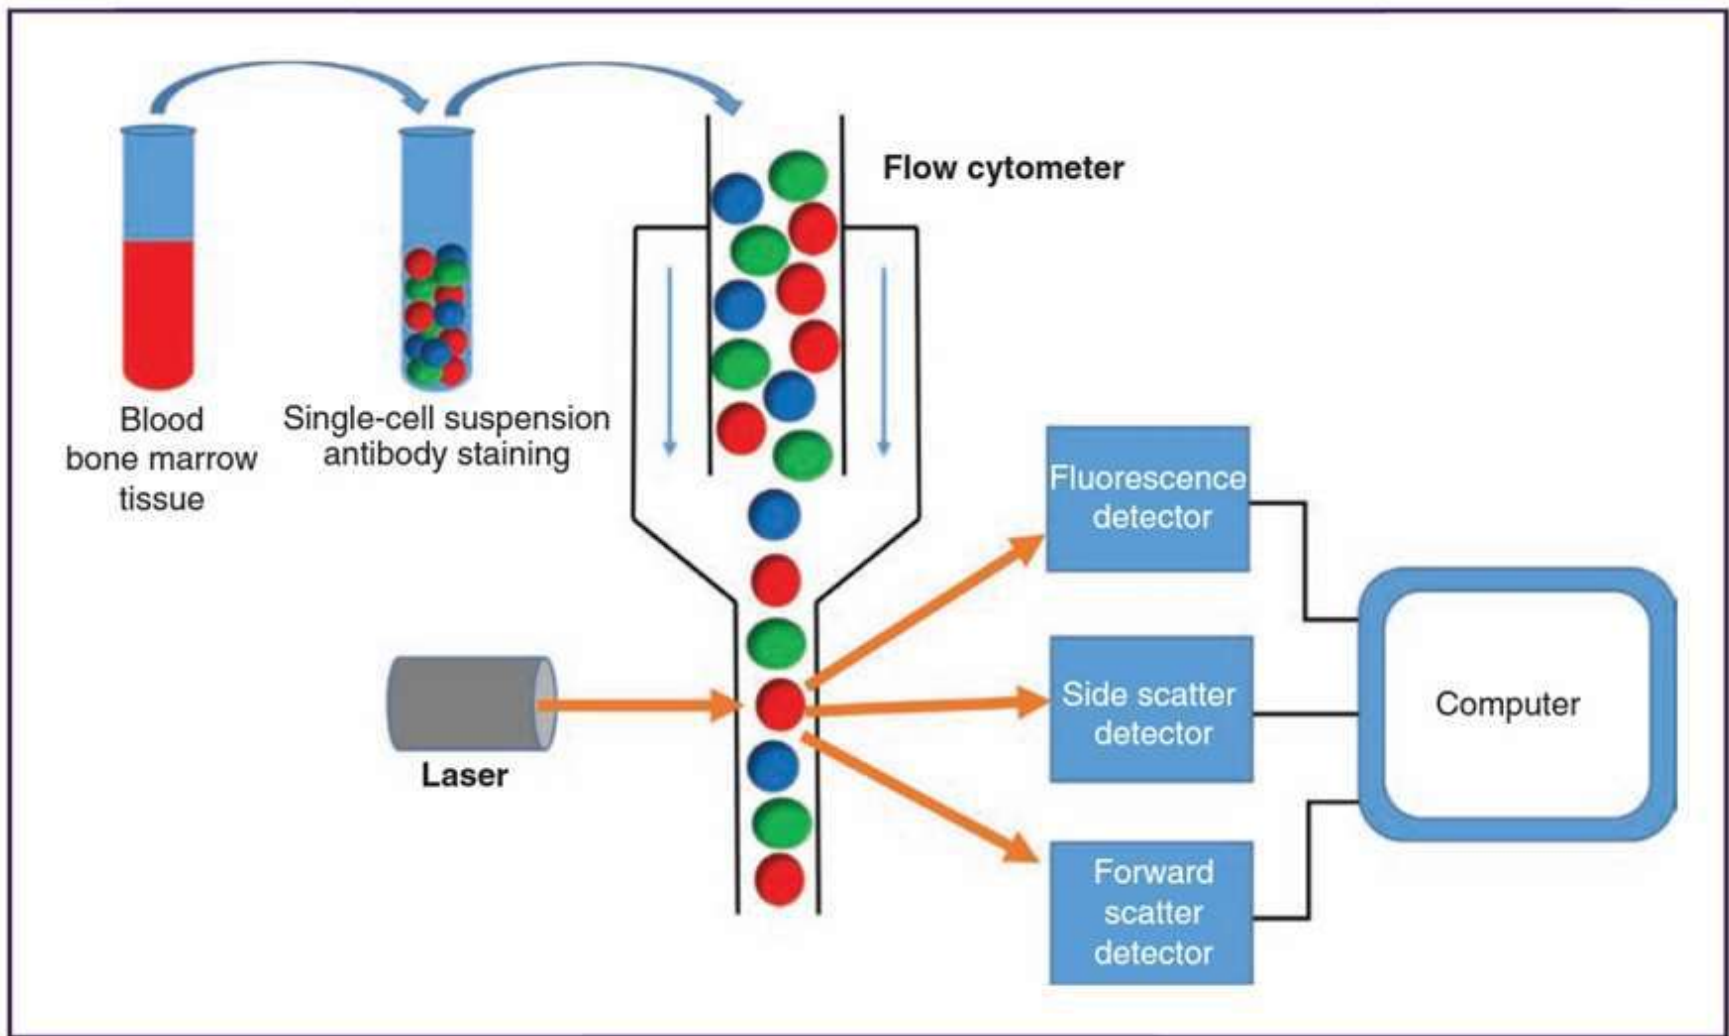 Flow cytometer
Blood
bone marrow
tissue
Single-cell suspension
antibody staining
Laser
Fluorescence
detector
Side scatter
detector
Forward
scatter
detector
Computer